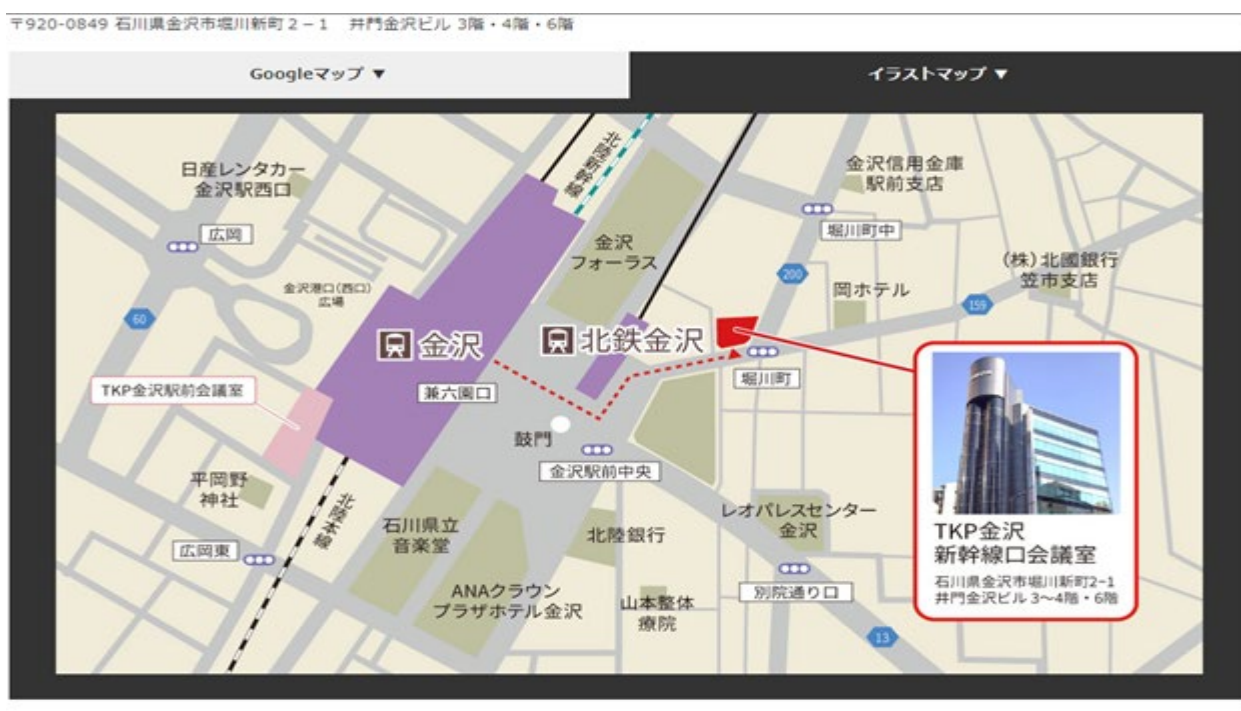 〒920-0849 石川県金沢市堀川新町2－1　井門金沢ビル 3階・4階・6階
Googleマップ ▼
イラストマップ ▼
北陸新幹線
日産レンタカー
金沢駅西口
金沢信用金庫
駅前支店
広岡
堀川町中
金沢
フォーラス
(株)北國銀行
笠市支店
金沢港口(西口)
広場
200
岡ホテル
159
60
金沢
北鉄金沢
堀川町
TKP金沢駅前会議室
兼六園口
鼓門
金沢駅前中央
平岡野
神社
北陸本線
石川県立
音楽堂
北陸銀行
レオパレスセンター
金沢
広岡東
ANAクラウン
プラザホテル金沢
山本整体
療院
別院通り口
13
TKP金沢
新幹線口会議室
石川県金沢市堀川新町2-1
井門金沢ビル 3〜4階・6階